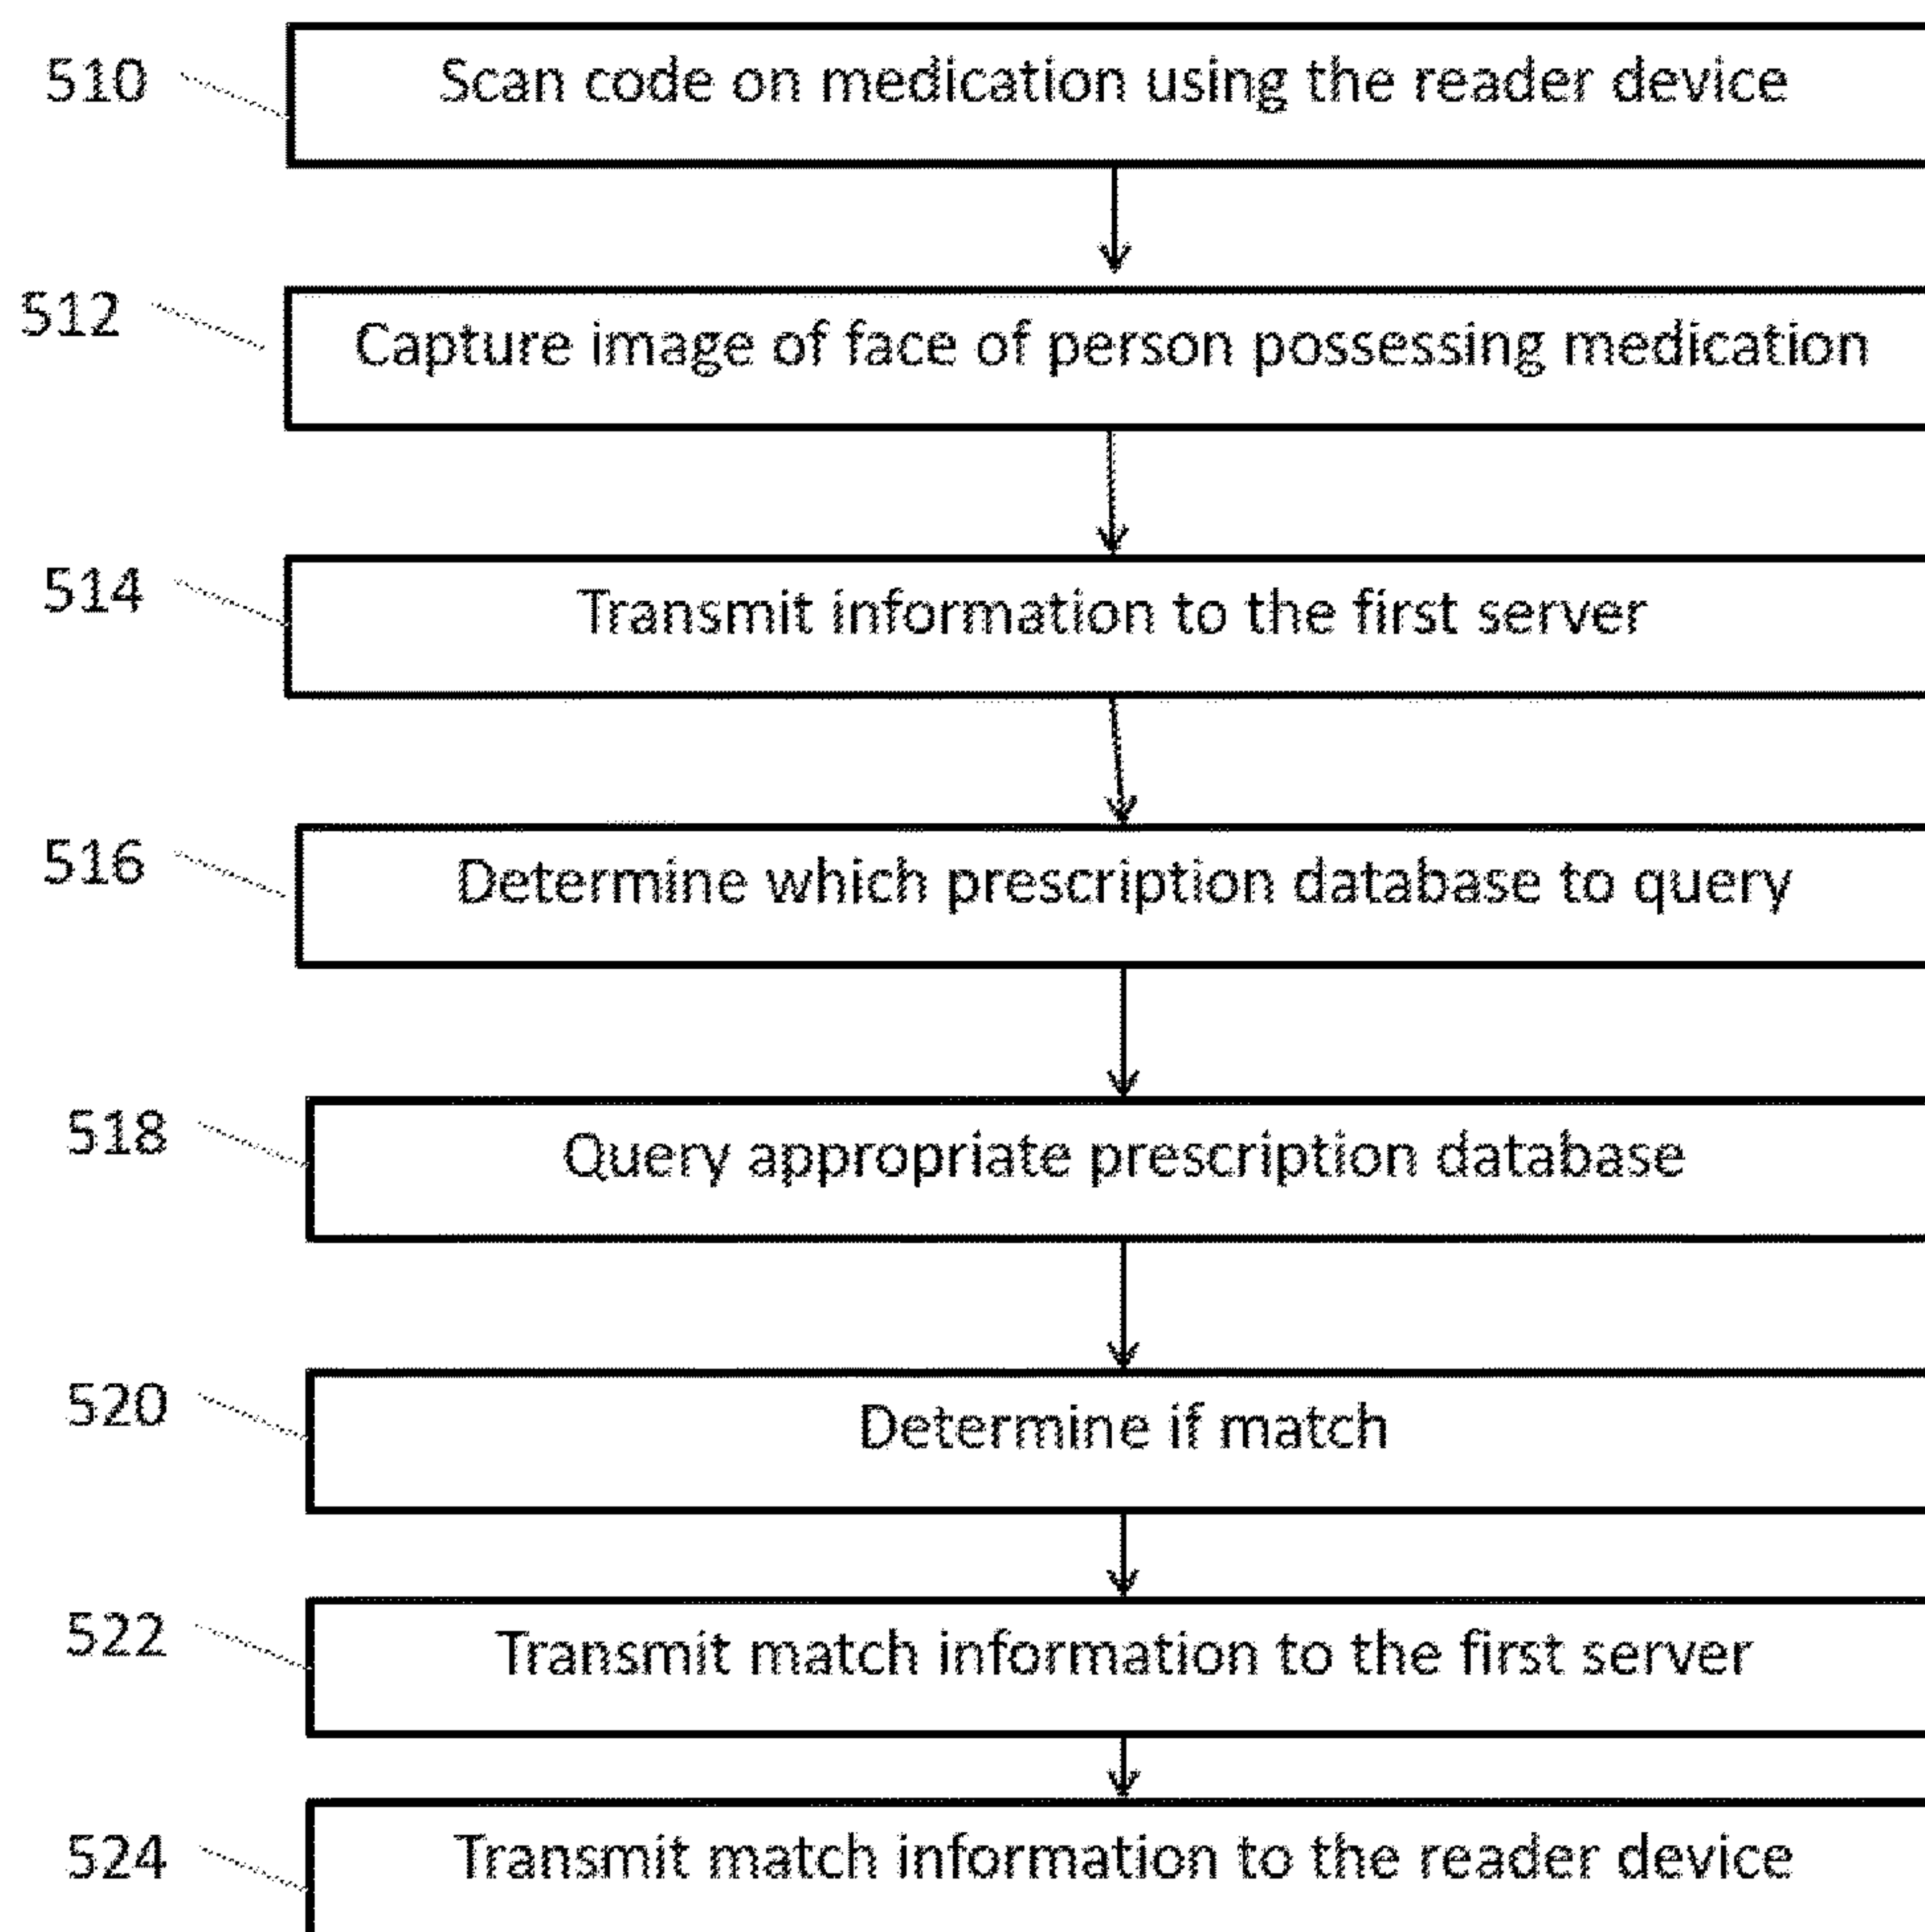 510 Scan code on medication using the reader device
512 Capture image of face of person possessing medication
514 Transmit information to the first server
516 Determine which prescription database to query
518 Query appropriate prescription database
520 Determine if match
522 Transmit match information to the first server
524 Transmit match information to the reader device